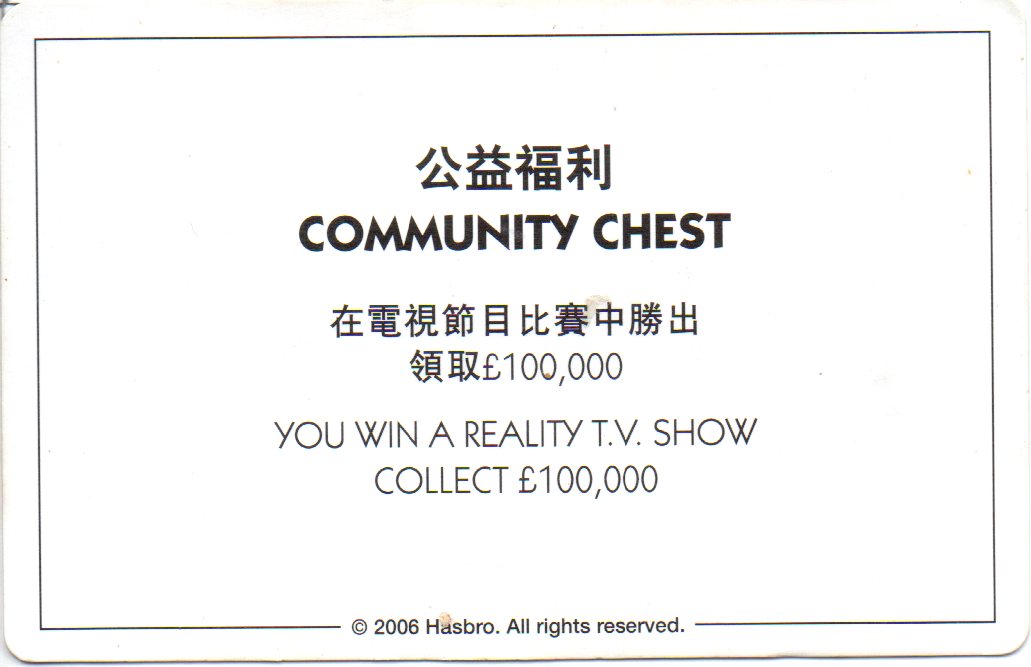 公益福利
COMMUNITY CHEST
在電視節目比賽中勝出
領取£100,000
YOU WIN A REALITY T.V. SHOW
COLLECT £100,000
© 2006 Hasbro. All rights reserved.